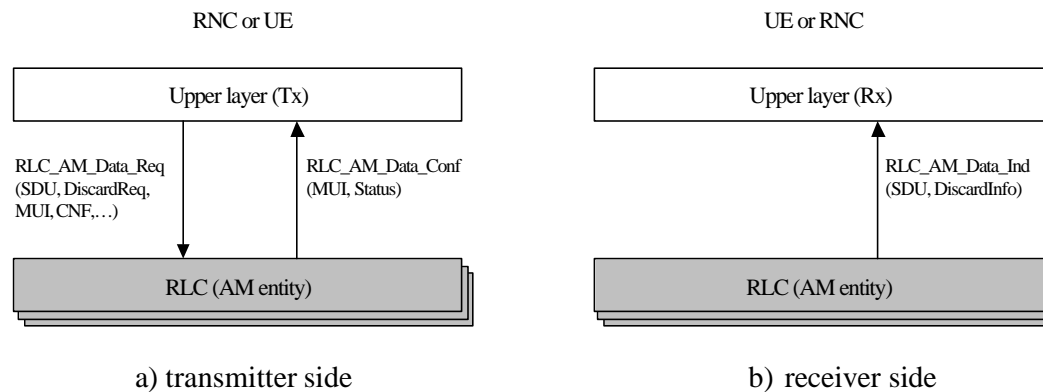 RNC or UE
Upper layer (Tx)
RLC_AM_Data_Req
(SDU, DiscardReq,
MUI, CNF,…)
RLC_AM_Data_Conf
(MUI, Status)
RLC (AM entity)
a) transmitter side
UE or RNC
Upper layer (Rx)
RLC_AM_Data_Ind
(SDU, DiscardInfo)
RLC (AM entity)
b) receiver side